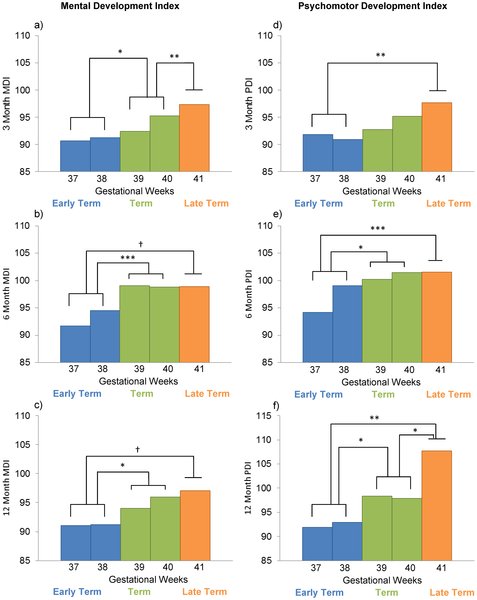 Mental Development Index
Psychomotor Development Index
a)
110
105
100
95
90
85
3 Month MDI
*
**
37 38 39 40 41
Gestational Weeks
Early Term Term Late Term
d)
110
105
100
95
90
85
3 Month PDI
**
37 38 39 40 41
Gestational Weeks
Early Term Term Late Term
b)
110
105
100
95
90
85
6 Month MDI
†
***
37 38 39 40 41
Gestational Weeks
Early Term Term Late Term
e)
110
105
100
95
90
85
6 Month PDI
***
*
37 38 39 40 41
Gestational Weeks
Early Term Term Late Term
c)
110
105
100
95
90
85
12 Month MDI
†
*
37 38 39 40 41
Gestational Weeks
Early Term Term Late Term
f)
115
110
105
100
95
90
85
12 Month PDI
**
*
*
37 38 39 40 41
Gestational Weeks
Early Term Term Late Term